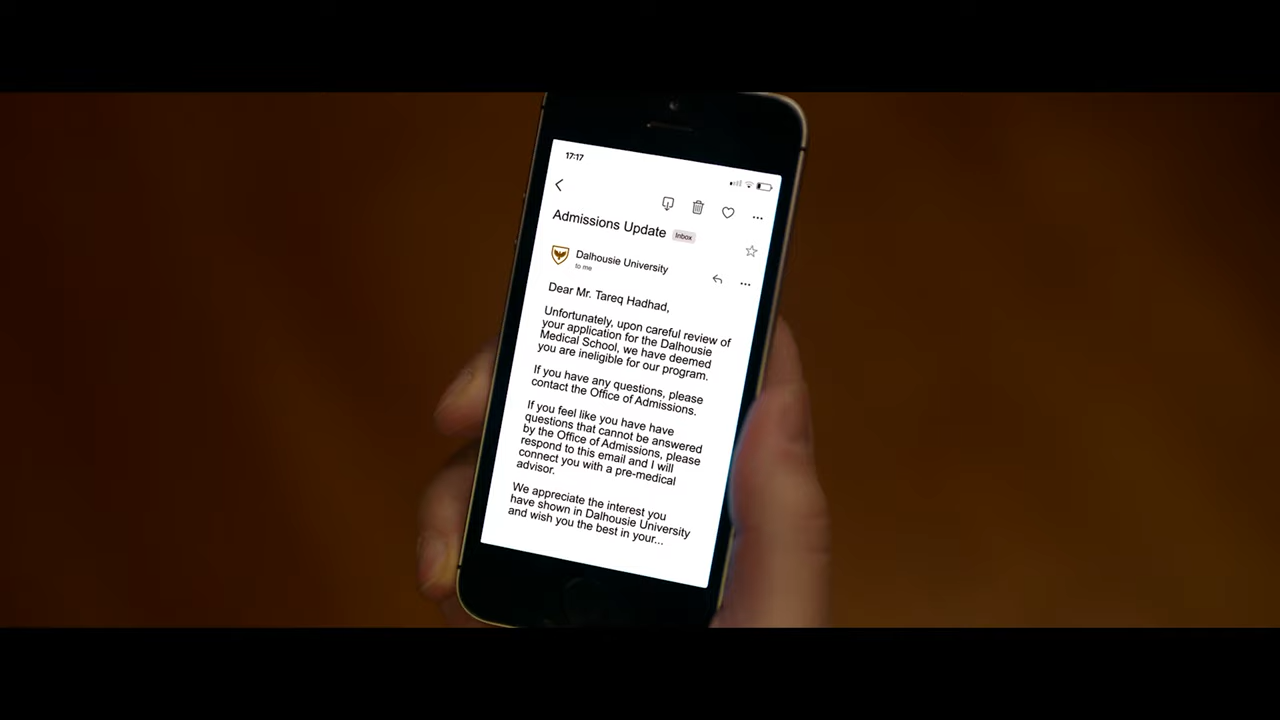 17:17
Admissions Update Inbox
Dalhousie University
to me
Dear Mr. Tareq Hadhad,
Unfortunately, upon careful review of
your application for the Dalhousie
Medical School, we have deemed
you are ineligible for our program.
If you have any questions, please
contact the Office of Admissions.
If you feel like you have have
questions that cannot be answered
by the Office of Admissions, please
respond to this email and I will
connect you with a pre-medical
advisor.
We appreciate the interest you
have shown in Dalhousie University
and wish you the best in your...